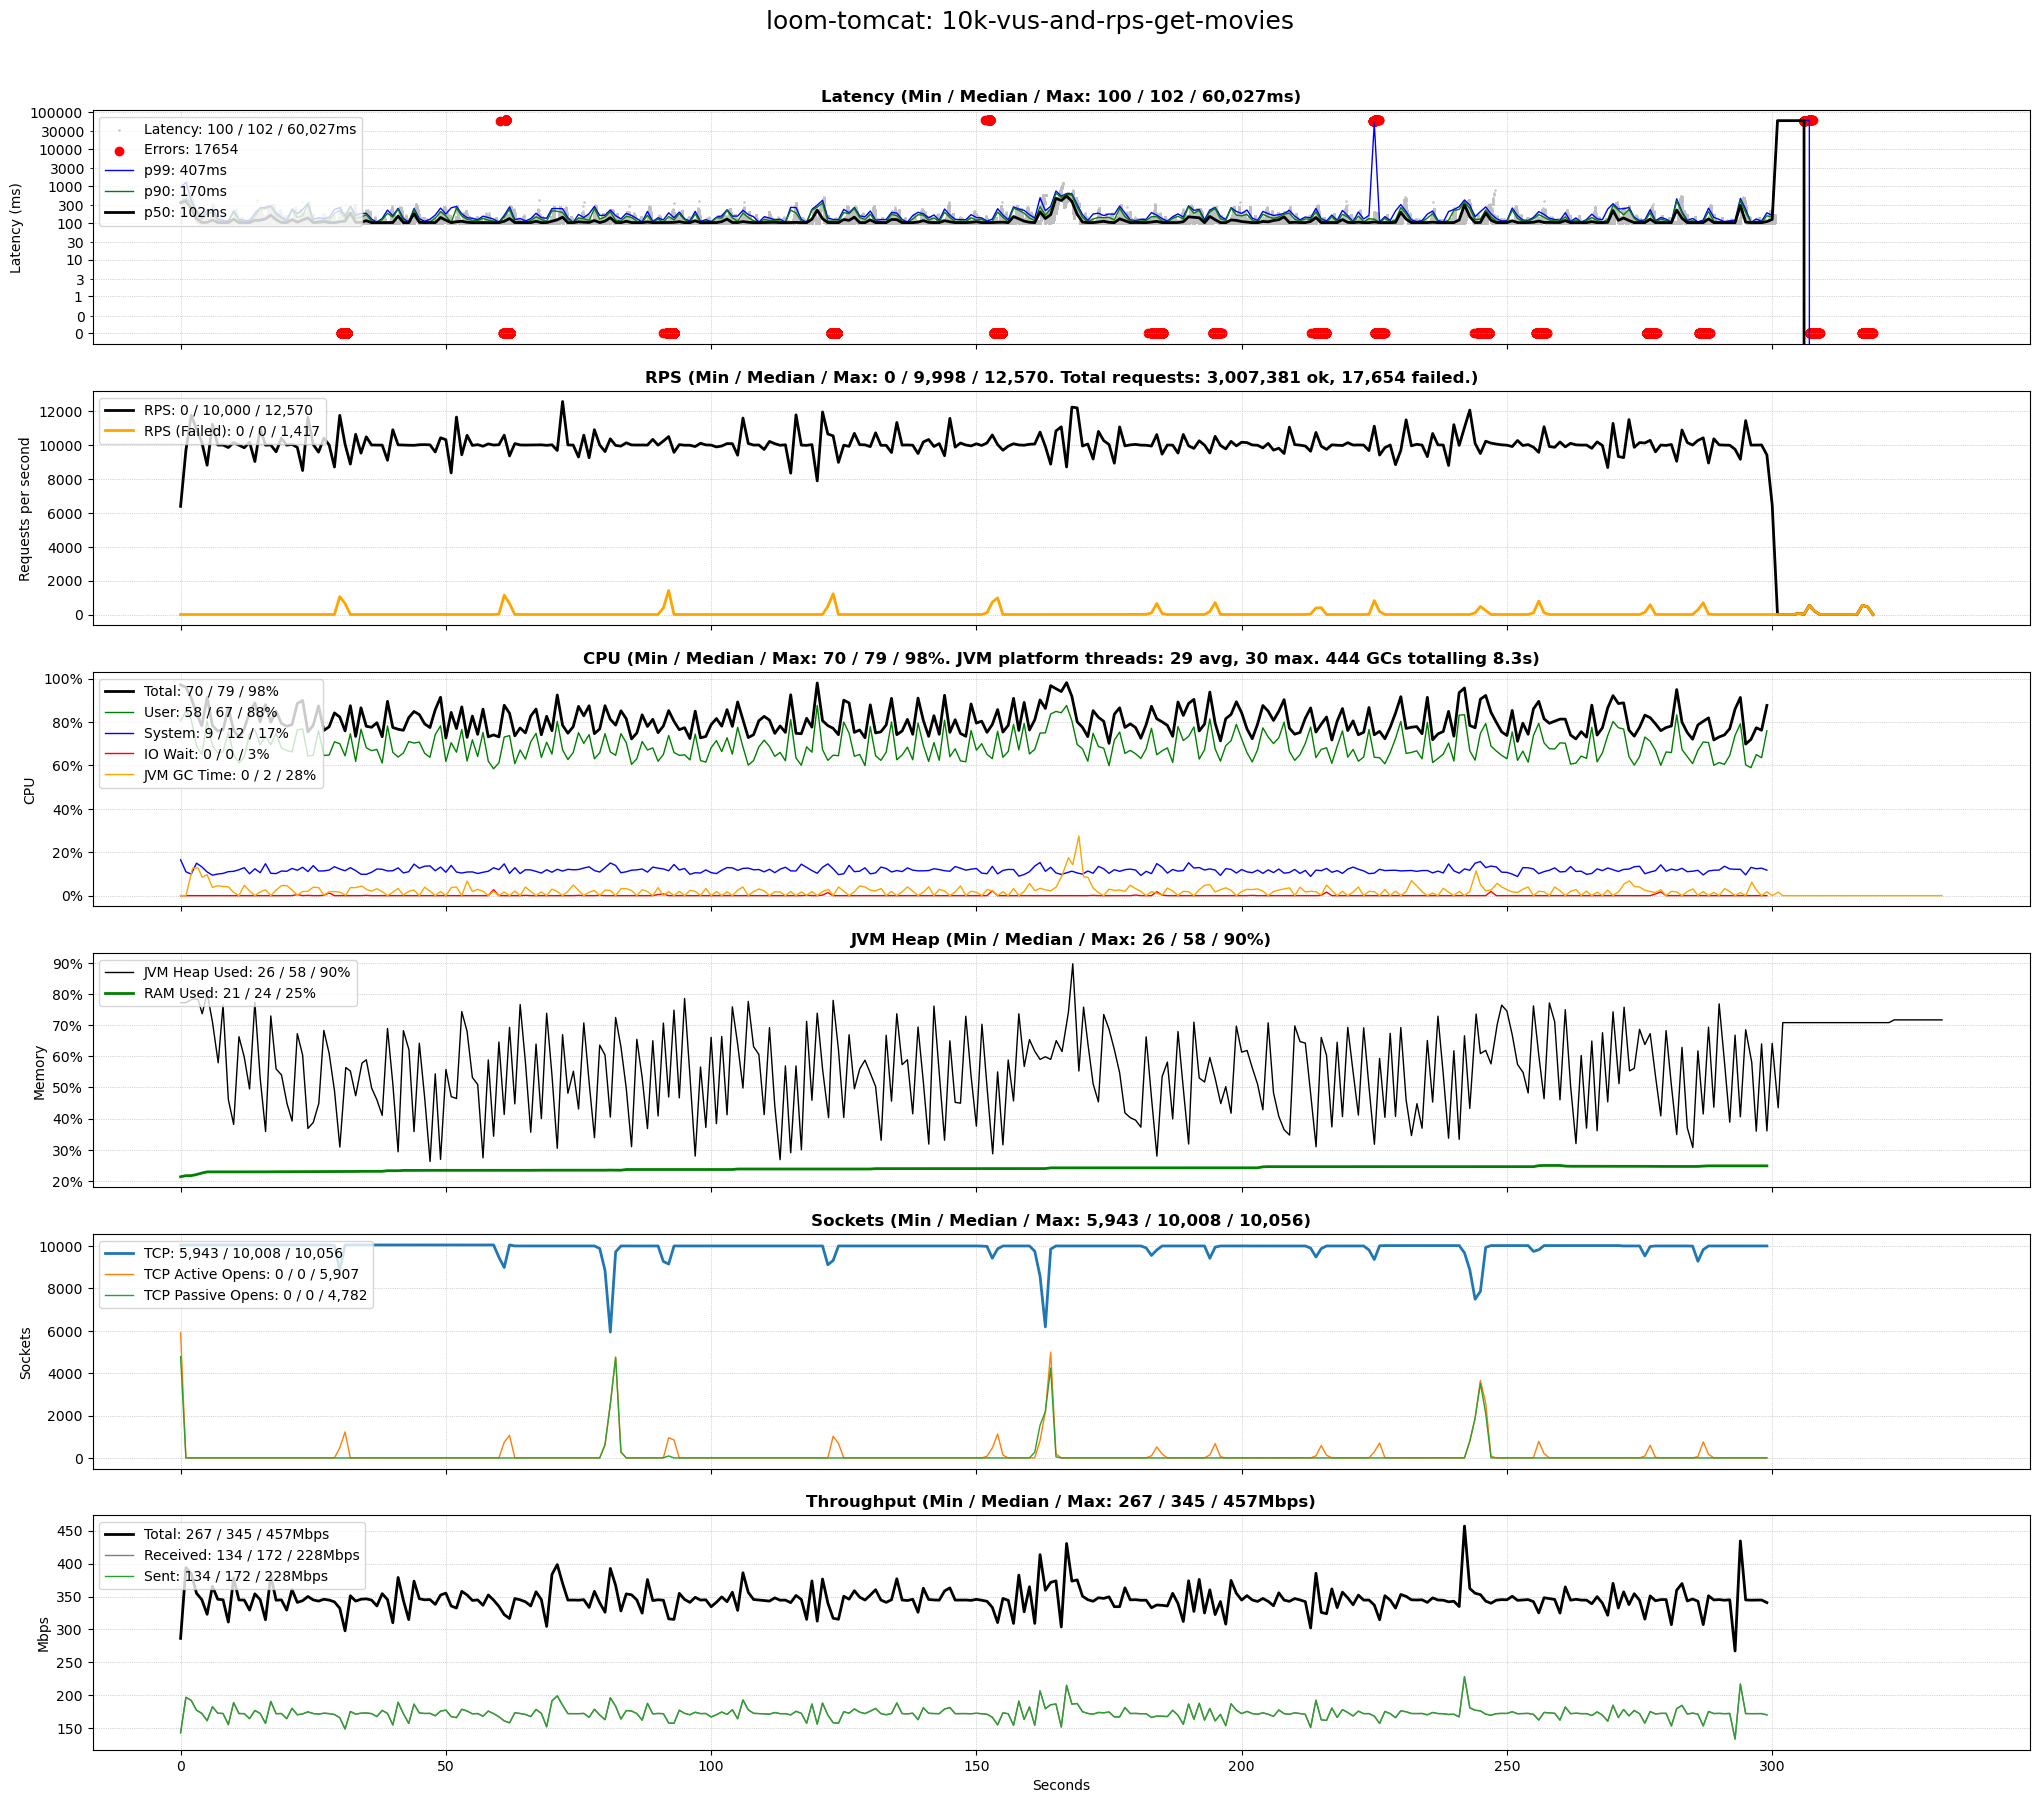 loom-tomcat: 10k-vus-and-rps-get-movies
Latency (Min / Median / Max: 100 / 102 / 60,027ms)
Latency (ms)
100000
30000
10000
3000
1000
300
100
30
10
3
1
0
0
Latency: 100 / 102 / 60,027ms
Errors: 17654
p99: 407ms
p90: 170ms
p50: 102ms
RPS (Min / Median / Max: 0 / 9,998 / 12,570. Total requests: 3,007,381 ok, 17,654 failed.)
Requests per second
12000
10000
8000
6000
4000
2000
0
RPS: 0 / 10,000 / 12,570
RPS (Failed): 0 / 0 / 1,417
CPU (Min / Median / Max: 70 / 79 / 98%. JVM platform threads: 29 avg, 30 max. 444 GCs totalling 8.3s)
CPU
100%
80%
60%
40%
20%
0%
Total: 70 / 79 / 98%
User: 58 / 67 / 88%
System: 9 / 12 / 17%
IO Wait: 0 / 0 / 3%
JVM GC Time: 0 / 2 / 28%
JVM Heap (Min / Median / Max: 26 / 58 / 90%)
Memory
90%
80%
70%
60%
50%
40%
30%
20%
JVM Heap Used: 26 / 58 / 90%
RAM Used: 21 / 24 / 25%
Sockets (Min / Median / Max: 5,943 / 10,008 / 10,056)
Sockets
10000
8000
6000
4000
2000
0
TCP: 5,943 / 10,008 / 10,056
TCP Active Opens: 0 / 0 / 5,907
TCP Passive Opens: 0 / 0 / 4,782
Throughput (Min / Median / Max: 267 / 345 / 457Mbps)
Mbps
450
400
350
300
250
200
150
Total: 267 / 345 / 457Mbps
Received: 134 / 172 / 228Mbps
Sent: 134 / 172 / 228Mbps
0 50 100 150 200 250 300
Seconds